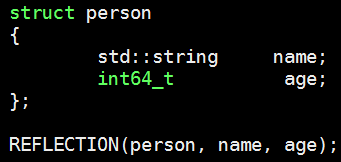 struct person
{
        std::string     name;
        int64_t          age;
};

REFLECTION(person, name, age);